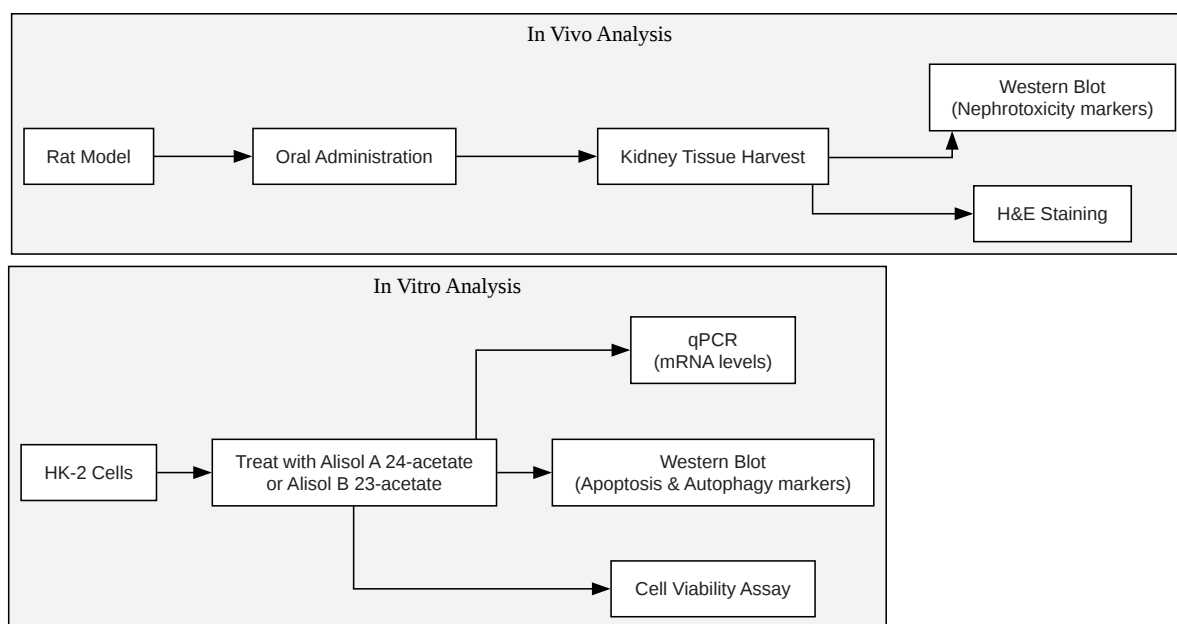 In Vivo Analysis
Rat Model
Oral Administration
Kidney Tissue Harvest
Western Blot
(Nephrotoxicity markers)
H&E Staining
In Vitro Analysis
HK-2 Cells
Treat with Alisol A 24-acetate
or Alisol B 23-acetate
qPCR
(mRNA levels)
Western Blot
(Apoptosis & Autophagy markers)
Cell Viability Assay